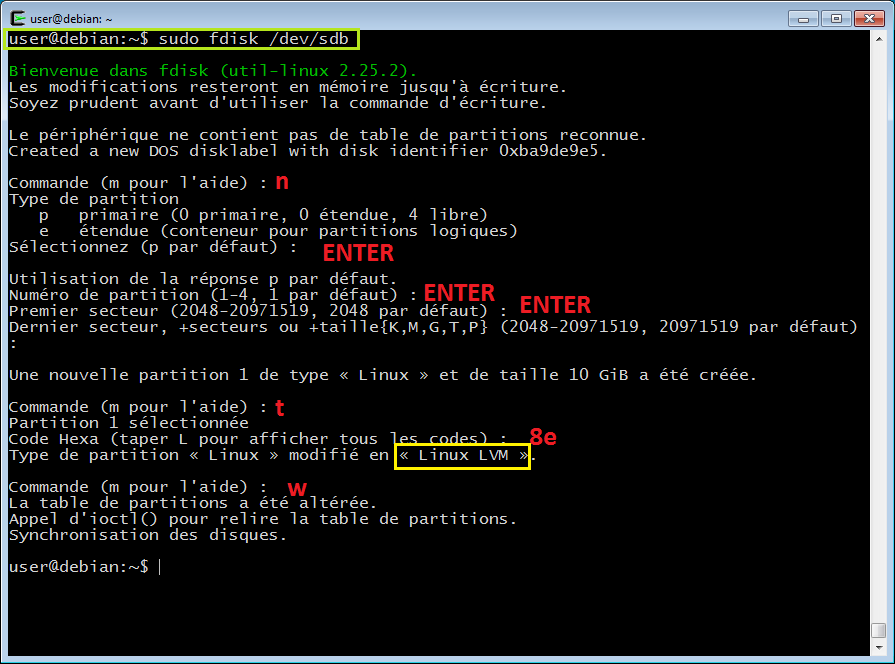 user@debian: ~
user@debian:~$ sudo fdisk /dev/sdb
Bienvenue dans fdisk (util-linux 2.25.2).
Les modifications resteront en mémoire jusqu'à écriture.
Soyez prudent avant d'utiliser la commande d'écriture.
Le périphérique ne contient pas de table de partitions reconnue.
Created a new DOS disklabel with disk identifier 0xba9de9e5.
Commande (m pour l'aide) : n
Type de partition
p   primaire (0 primaire, 0 étendue, 4 libre)
e   étendue (conteneur pour partitions logiques)
Sélectionnez (p par défaut) : ENTER
Utilisation de la réponse p par défaut.
Numéro de partition (1-4, 1 par défaut) : ENTER
Premier secteur (2048-20971519, 2048 par défaut) : ENTER
Dernier secteur, +secteurs ou +taille{K,M,G,T,P} (2048-20971519, 20971519 par défaut)
:
Une nouvelle partition 1 de type « Linux » et de taille 10 GiB a été créée.
Commande (m pour l'aide) : t
Partition 1 sélectionnée
Code Hexa (taper L pour afficher tous les codes) : 8e
Type de partition « Linux » modifié en « Linux LVM ».
Commande (m pour l'aide) : w
La table de partitions a été altérée.
Appel d'ioctl() pour relire la table de partitions.
Synchronisation des disques.
user@debian:~$